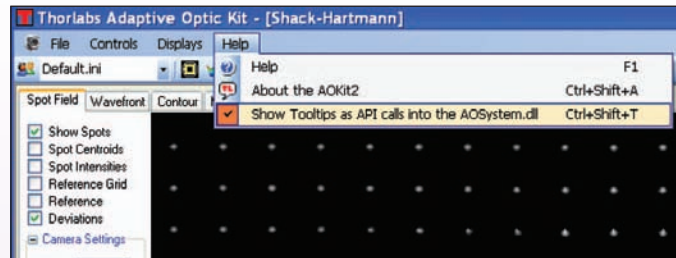 Thorlabs Adaptive Optic Kit - [Shack-Hartmann]
File Controls Displays Help
Default.ini
Help F1
About the AOKit2 Ctrl+Shift+A
Show Tooltips as API calls into the AOSystem.dll Ctrl+Shift+T
Spot Field Wavefront Contour
Show Spots
Spot Centroids
Spot Intensities
Reference Grid
Reference
Deviations
Camera Settings